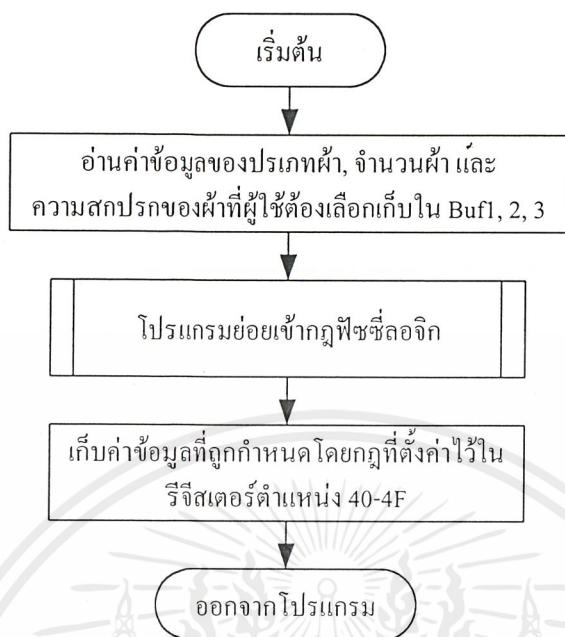 เริ่มต้น
อ่านค่าข้อมูลของประเภทผ้า, จำนวนผ้า และ
ความสกปรกของผ้าที่ผู้ใช้ต้องเลือกเก็บใน Buf1, 2, 3
โปรแกรมย่อยเข้ากฎฟัซซี่ลอจิก
เก็บค่าข้อมูลที่ถูกกำหนดโดยกฎที่ตั้งค่าไว้ใน
รีจีสเตอร์ตำแหน่ง 40-4F
ออกจากโปรแกรม